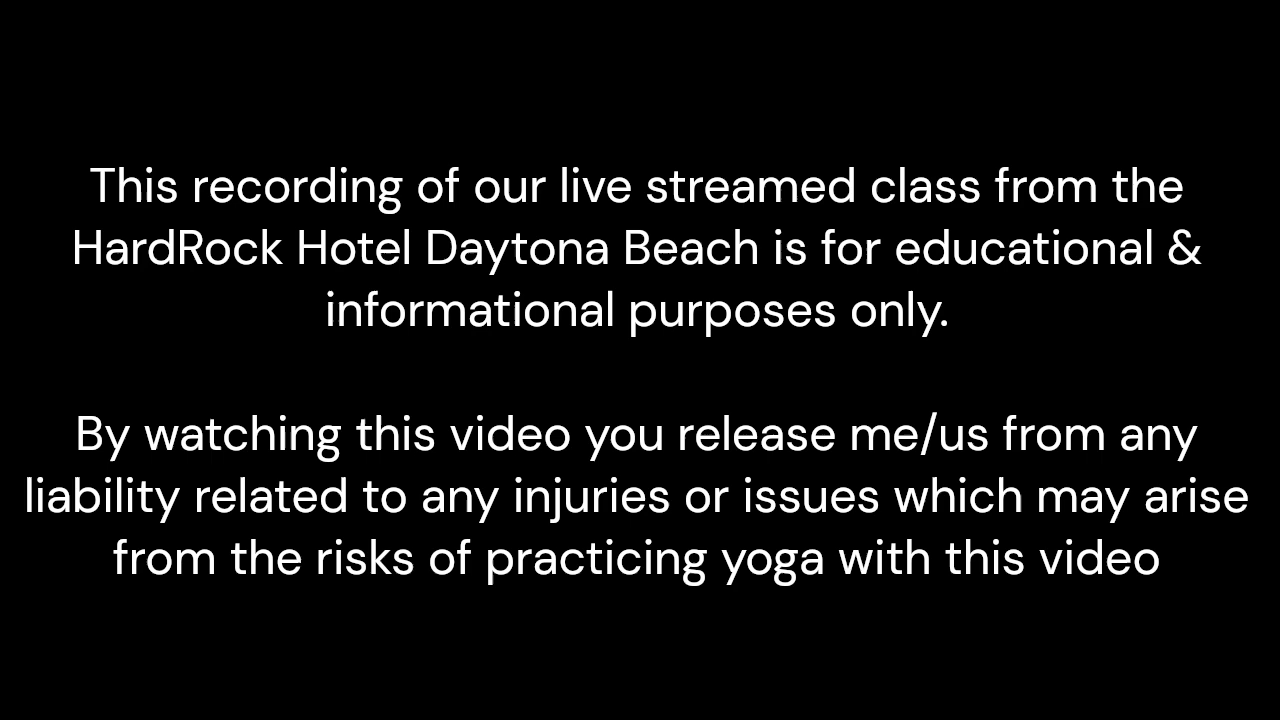 This recording of our live streamed class from the
HardRock Hotel Daytona Beach is for educational &
informational purposes only.
By watching this video you release me/us from any
liability related to any injuries or issues which may arise
from the risks of practicing yoga with this video